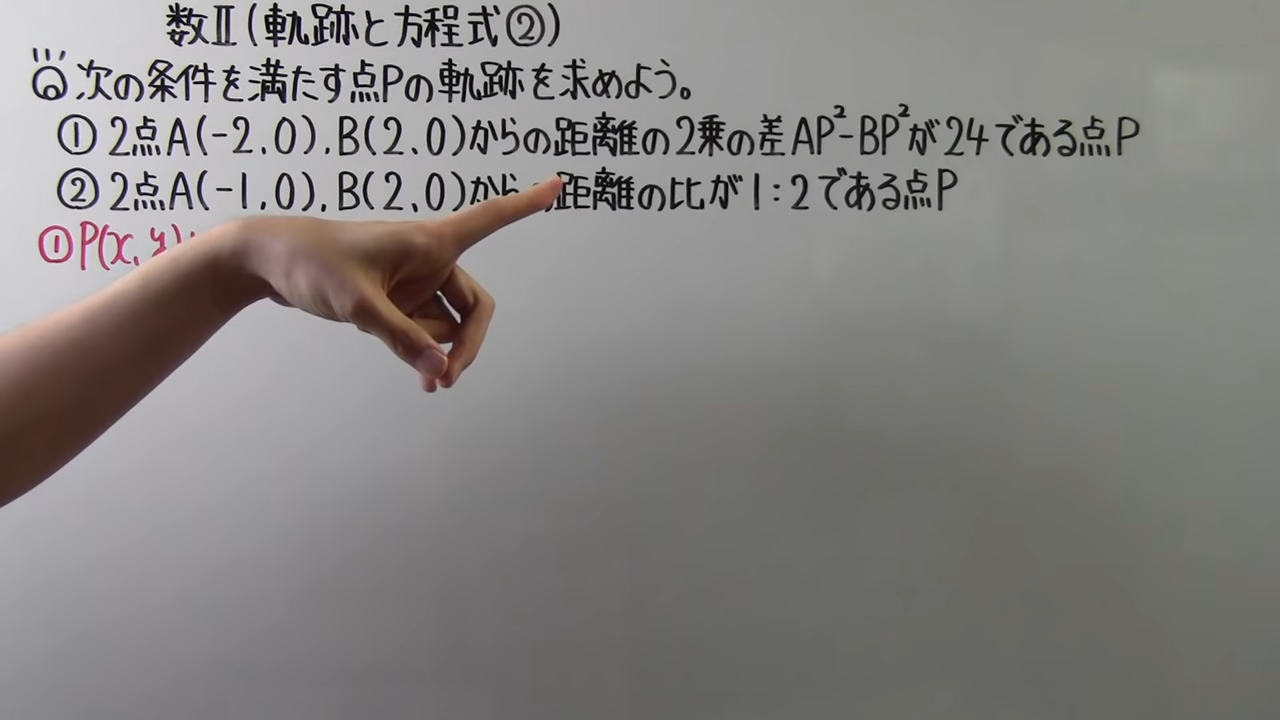 数Ⅱ(軌跡と方程式②)
Q 次の条件を満たす点Pの軌跡を求めよう。
① 2点A(-2,0),B(2,0)からの距離の2乗の差AP²-BP²が24である点P
② 2点A(-1,0),B(2,0)からの距離の比が1:2である点P
①P(x,y)